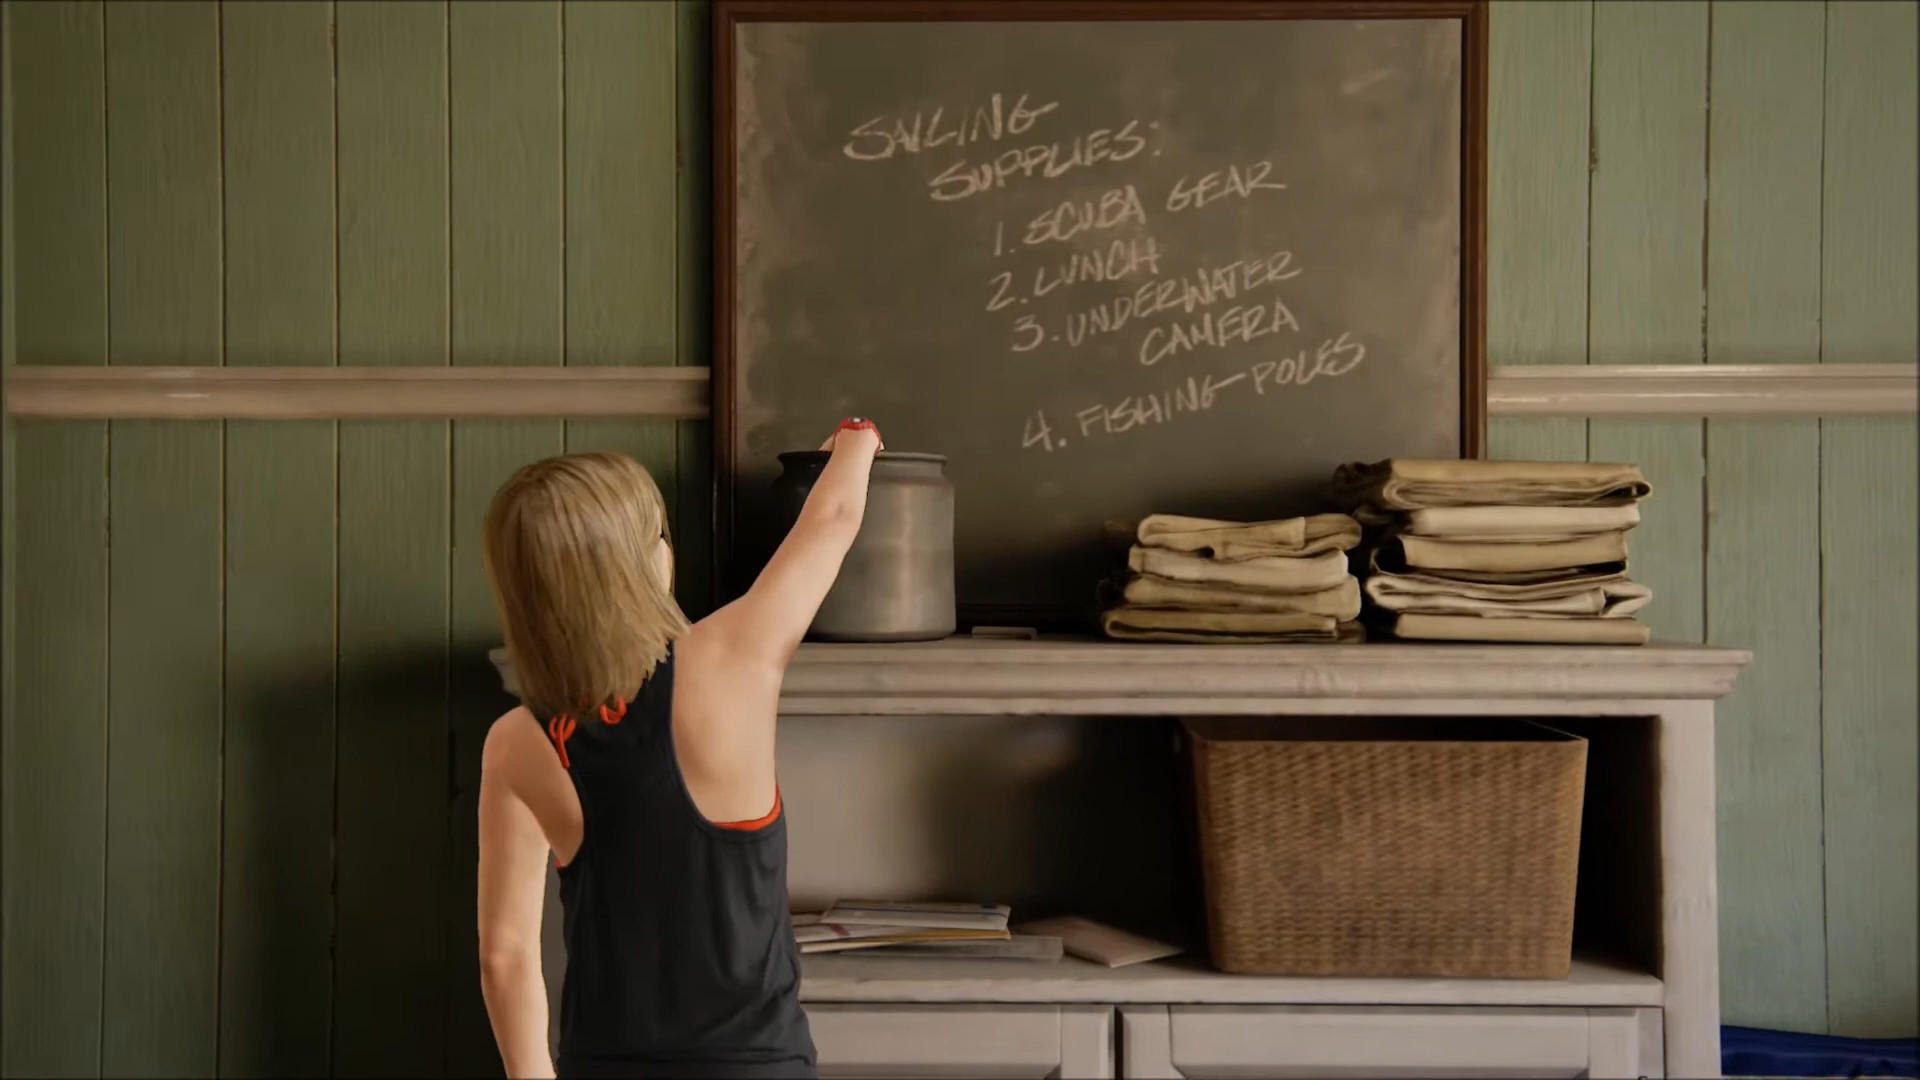 SAILING
SUPPLIES:
1. SCUBA GEAR
2. LUNCH
3. UNDERWATER
CAMERA
4. FISHING POLES